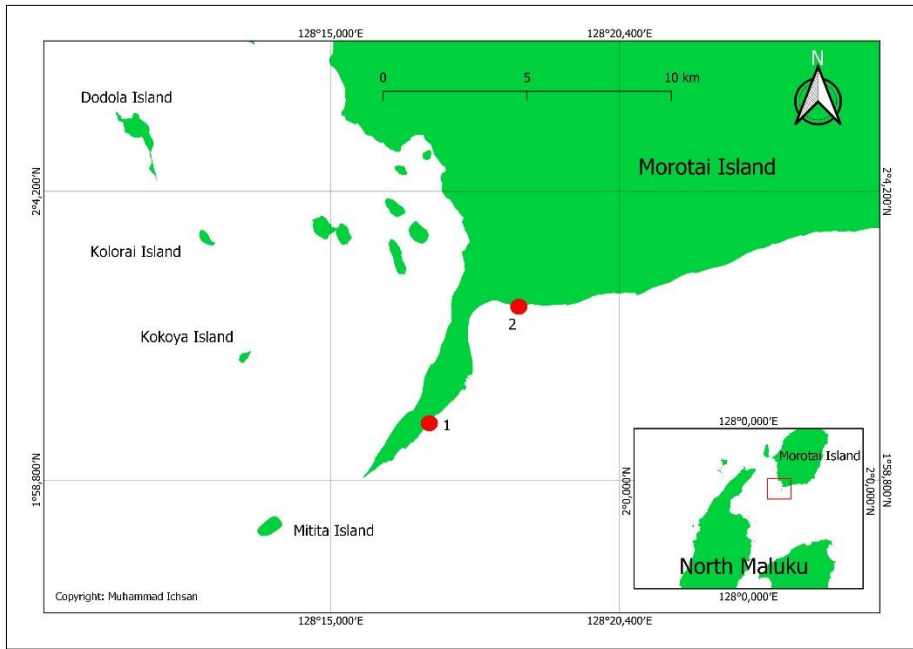 128°15,000′E
128°20,400′E
N
0
5
10 km
Dodola Island
Morotai Island
2°4,200′N
2°4,200′N
Kolorai Island
Kokoya Island
2
1
1°58,800′N
1°58,800′N
Mitita Island
128°0,000′E
Morotai Island
2°0,000′N
2°0,000′N
North Maluku
128°0,000′E
Copyright: Muhammad Ichsan
128°15,000′E
128°20,400′E